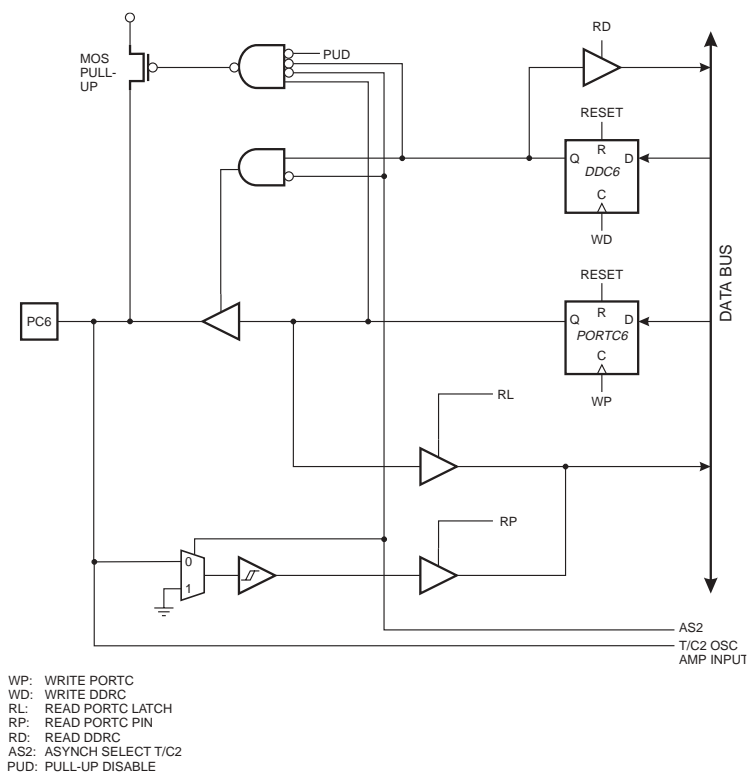 RD
MOS
PULL-
UP
PUD
RESET
R
Q
D
DDC6
C
WD
RESET
R
Q
D
PC6
PORTC6
C
WP
DATA BUS
RL
RP
0
1
AS2
T/C2 OSC
AMP INPUT
WP: WRITE PORTC
WD: WRITE DDRC
RL: READ PORTC LATCH
RP: READ PORTC PIN
RD: READ DDRC
AS2: ASYNCH SELECT T/C2
PUD: PULL-UP DISABLE